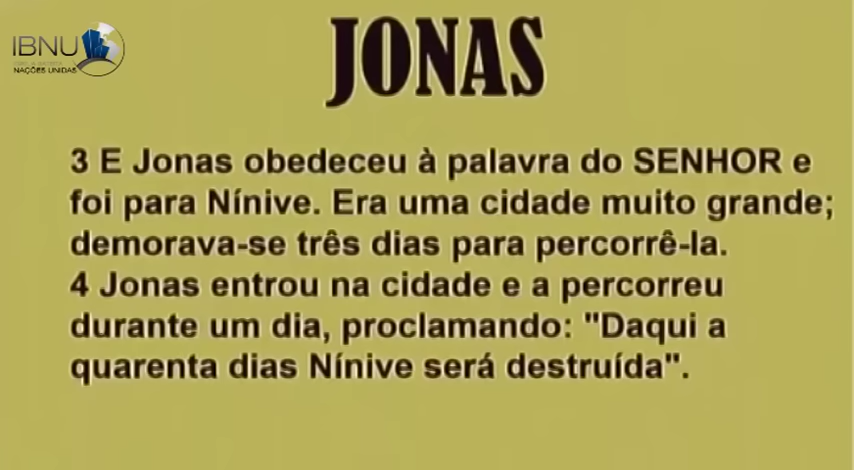 IBNU
NAÇÕES UNIDAS
JONAS
3 E Jonas obedeceu à palavra do SENHOR e
foi para Nínive. Era uma cidade muito grande;
demorava-se três dias para percorrê-la.
4 Jonas entrou na cidade e a percorreu
durante um dia, proclamando: "Daqui a
quarenta dias Nínive será destruída".